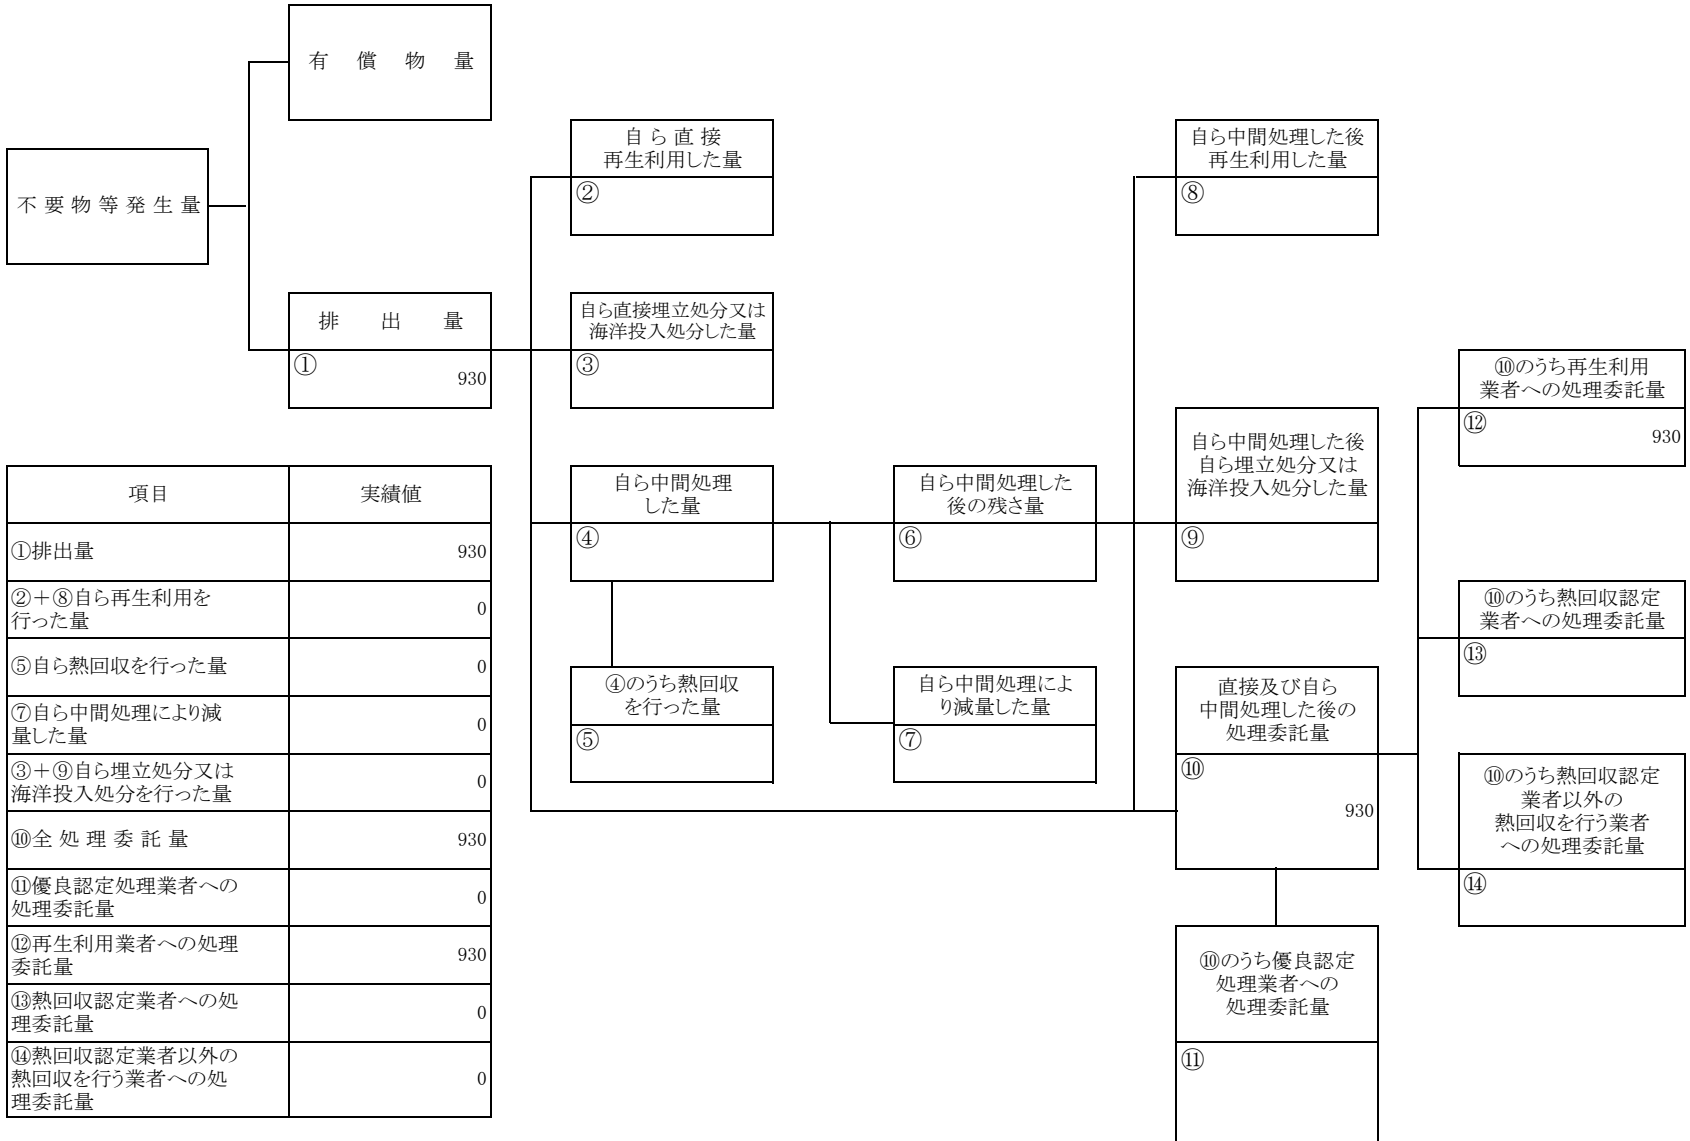 有償物量
不要物等発生量
排出量
①
930
自ら直接
再生利用した量
②
自ら直接埋立処分又は
海洋投入処分した量
③
自ら中間処理
した量
④
④のうち熱回収
を行った量
⑤
自ら中間処理した
後の残さ量
⑥
自ら中間処理によ
り減量した量
⑦
自ら中間処理した後
再生利用した量
⑧
自ら中間処理した後
自ら埋立処分又は
海洋投入処分した量
⑨
直接及び自ら
中間処理した後の
処理委託量
⑩
930
⑩のうち優良認定
処理業者への
処理委託量
⑪
⑩のうち再生利用
業者への処理委託量
⑫
930
⑩のうち熱回収認定
業者への処理委託量
⑬
⑩のうち熱回収認定
業者以外の
熱回収を行う業者
への処理委託量
⑭
項目 実績値
①排出量 930
②+⑧自ら再生利用を
行った量 0
⑤自ら熱回収を行った量 0
⑦自ら中間処理により減
量した量 0
③+⑨自ら埋立処分又は
海洋投入処分を行った量 0
⑩全処理委託量 930
⑪優良認定処理業者への
処理委託量 0
⑫再生利用業者への処理
委託量 930
⑬熱回収認定業者への処
理委託量 0
⑭熱回収認定業者以外の
熱回収を行う業者への処
理委託量 0